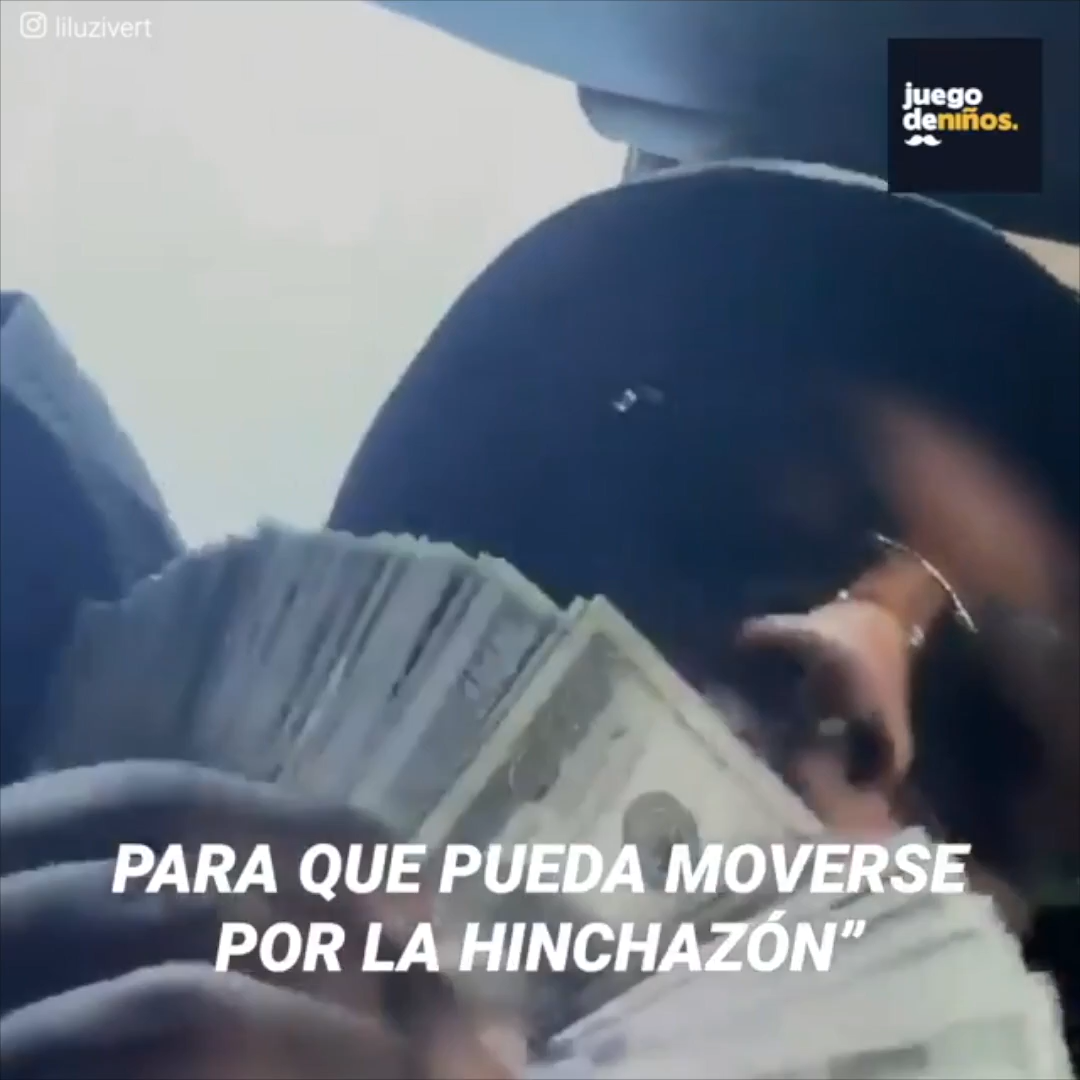 liluzivert
juego
deniños.
PARA QUE PUEDA MOVERSE
POR LA HINCHAZÓN”